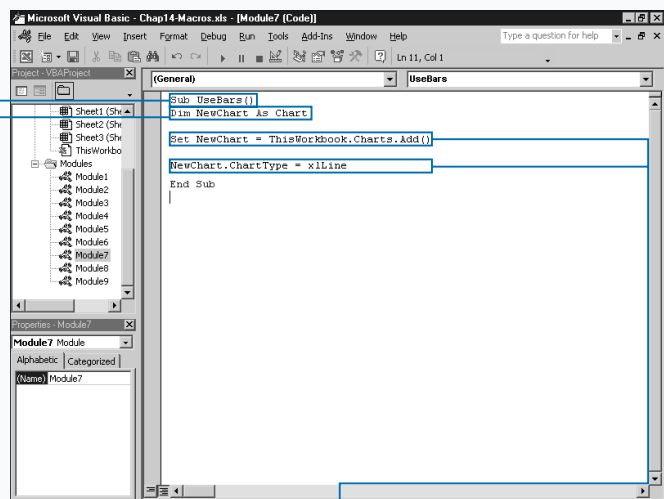 Microsoft Visual Basic - Chap14-Macros.xls - [Module7 (Code)]
File Edit View Insert Format Debug Run Tools Add-Ins Window Help
Type a question for help
Ln 11, Col 1
Project - VBAProject
(General)
UseBars
Sheet1 (She
Sheet2 (She
Sheet3 (She
ThisWorkbo
Modules
Module1
Module2
Module3
Module4
Module5
Module6
Module7
Module8
Module9
Sub UseBars()
Dim NewChart As Chart
Set NewChart = ThisWorkbook.Charts.Add()
NewChart.ChartType = xlLine
End Sub
Properties - Module7
Module7 Module
Alphabetic Categorized
(Name) Module7